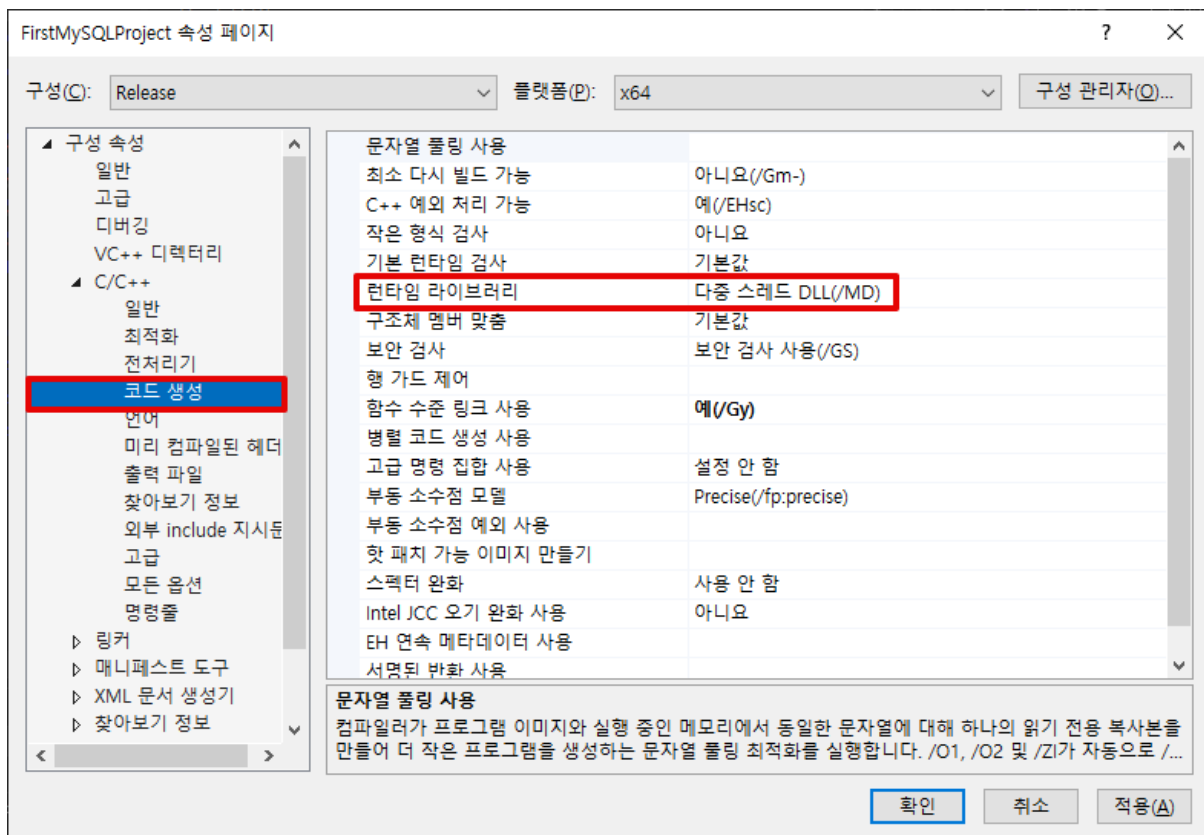 FirstMySQLProject 속성 페이지
?
구성(C): Release 플랫폼(P): x64 구성 관리자(O)...
구성 속성
일반
고급
디버깅
VC++ 디렉터리
C/C++
일반
최적화
전처리기
코드 생성
언어
미리 컴파일된 헤더
출력 파일
찾아보기 정보
외부 include 지시문
고급
모든 옵션
명령줄
링커
매니페스트 도구
XML 문서 생성기
찾아보기 정보
문자열 풀링 사용
최소 다시 빌드 가능 아니요(/Gm-)
C++ 예외 처리 가능 예(/EHsc)
작은 형식 검사 아니요
기본 런타임 검사 기본값
런타임 라이브러리 다중 스레드 DLL(/MD)
구조체 멤버 맞춤 기본값
보안 검사 보안 검사 사용(/GS)
행 가드 제어
함수 수준 링크 사용 예(/Gy)
병렬 코드 생성 사용
고급 명령 집합 사용 설정 안 함
부동 소수점 모델 Precise(/fp:precise)
부동 소수점 예외 사용
핫 패치 가능 이미지 만들기
스펙터 완화 사용 안 함
Intel JCC 오기 완화 사용 아니요
EH 연속 메타데이터 사용
서명된 반환 사용
문자열 풀링 사용
컴파일러가 프로그램 이미지와 실행 중인 메모리에서 동일한 문자열에 대해 하나의 읽기 전용 복사본을
만들어 더 작은 프로그램을 생성하는 문자열 풀링 최적화를 실행합니다. /O1, /O2 및 /ZI가 자동으로 /...
확인 취소 적용(A)